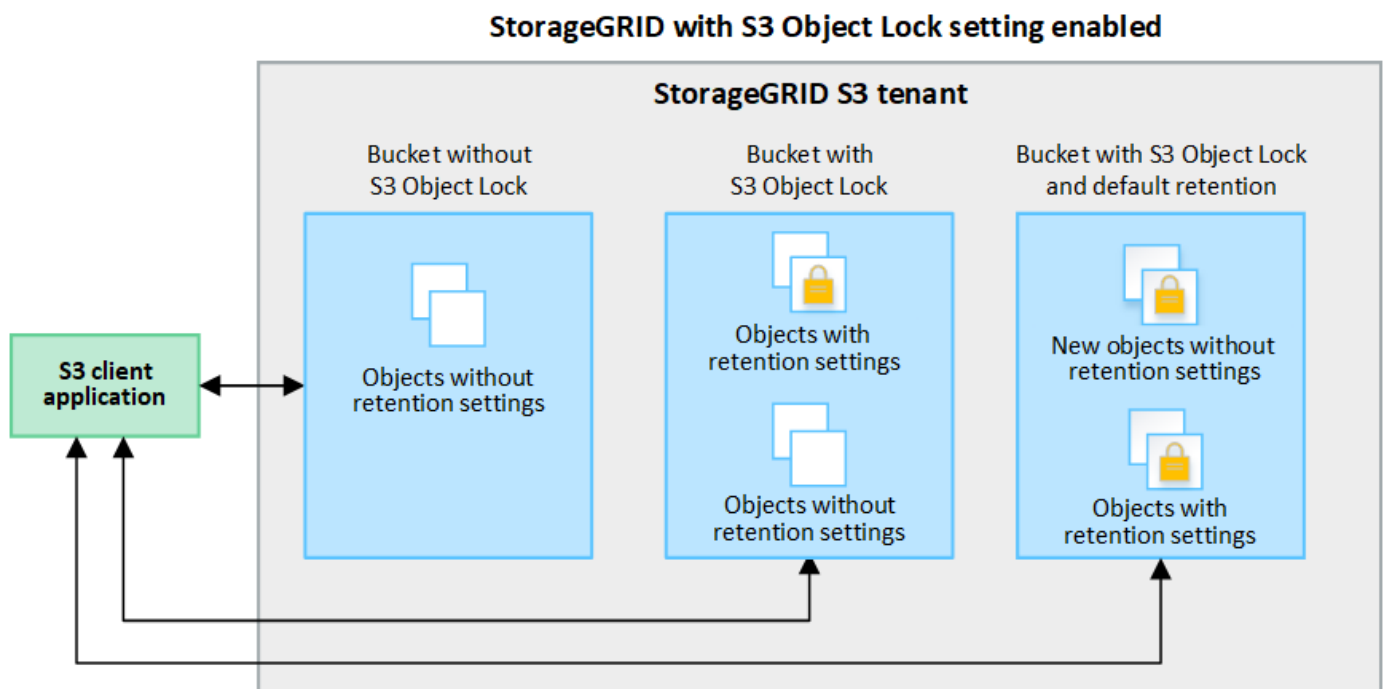 StorageGRID with S3 Object Lock setting enabled
StorageGRID S3 tenant
Bucket without
S3 Object Lock
Objects without
retention settings
Bucket with
S3 Object Lock
Objects with
retention settings
Objects without
retention settings
Bucket with S3 Object Lock
and default retention
New objects without
retention settings
Objects with
retention settings
S3 client
application